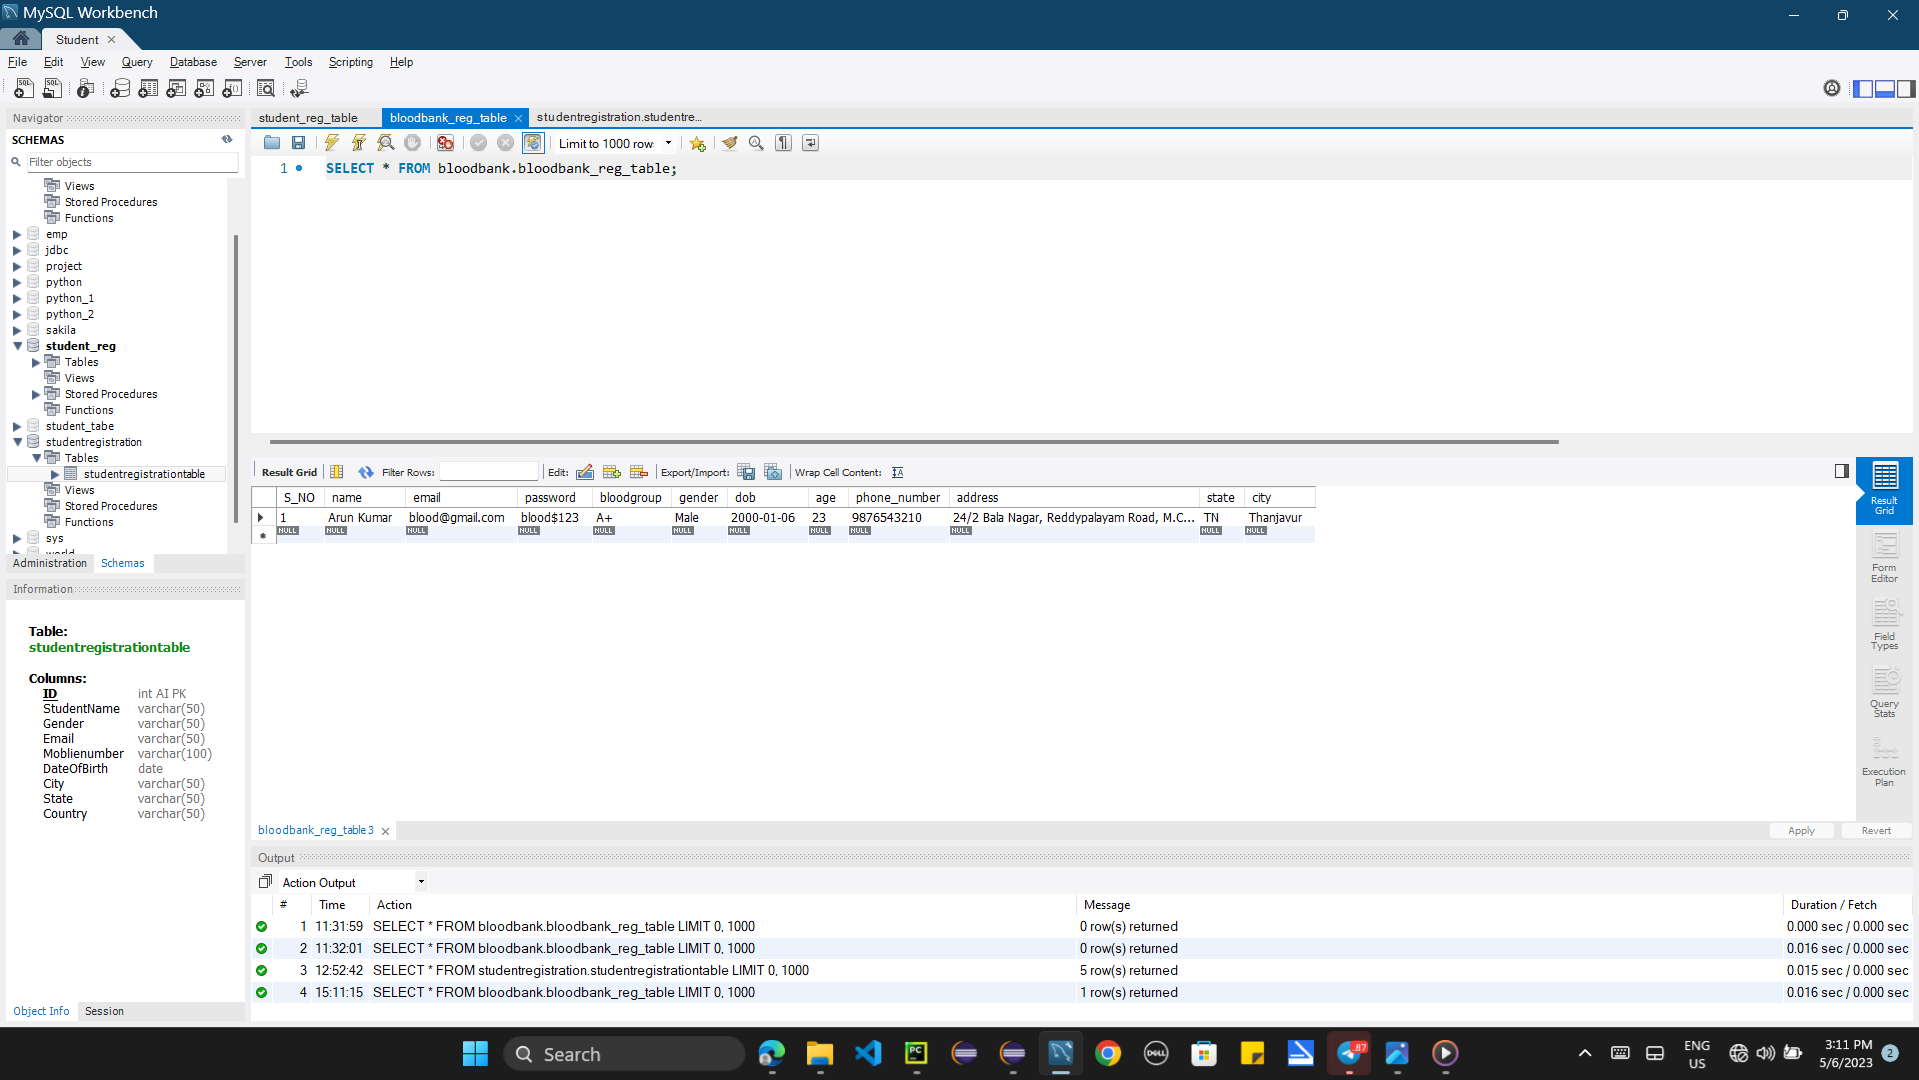 MySQL Workbench
Student
File Edit View Query Database Server Tools Scripting Help
Navigator
SCHEMAS
Filter objects
Views
Stored Procedures
Functions
emp
jdbc
project
python
python_1
python_2
sakila
student_reg
Tables
Views
Stored Procedures
Functions
student_tabe
studentregistration
Tables
studentregistrationtable
Views
Stored Procedures
Functions
sys
world
Administration Schemas
Information
Table:
studentregistrationtable
Columns:
ID int AI PK
StudentName varchar(50)
Gender varchar(50)
Email varchar(50)
Moblienumber varchar(100)
DateOfBirth date
City varchar(50)
State varchar(50)
Country varchar(50)
Object Info Session
student_reg_table bloodbank_reg_table studentregistration.studentre...
Limit to 1000 row
1 SELECT * FROM bloodbank.bloodbank_reg_table;
Result Grid Filter Rows: Edit: Export/Import: Wrap Cell Content:
S_NO name email password bloodgroup gender dob age phone_number address state city
1 Arun Kumar blood@gmail.com blood$123 A+ Male 2000-01-06 23 9876543210 24/2 Bala Nagar, Reddypalayam Road, M.C... TN Thanjavur
NULL NULL NULL NULL NULL NULL NULL NULL NULL NULL NULL NULL
Result
Grid
Form
Editor
Field
Types
Query
Stats
Execution
Plan
bloodbank_reg_table 3
Apply Revert
Output
Action Output
# Time Action Message Duration / Fetch
1 11:31:59 SELECT * FROM bloodbank.bloodbank_reg_table LIMIT 0, 1000 0 row(s) returned 0.000 sec / 0.000 sec
2 11:32:01 SELECT * FROM bloodbank.bloodbank_reg_table LIMIT 0, 1000 0 row(s) returned 0.016 sec / 0.000 sec
3 12:52:42 SELECT * FROM studentregistration.studentregistrationtable LIMIT 0, 1000 5 row(s) returned 0.015 sec / 0.000 sec
4 15:11:15 SELECT * FROM bloodbank.bloodbank_reg_table LIMIT 0, 1000 1 row(s) returned 0.016 sec / 0.000 sec
Search
PC
DELL
87
ENG
US
3:11 PM
5/6/2023
2